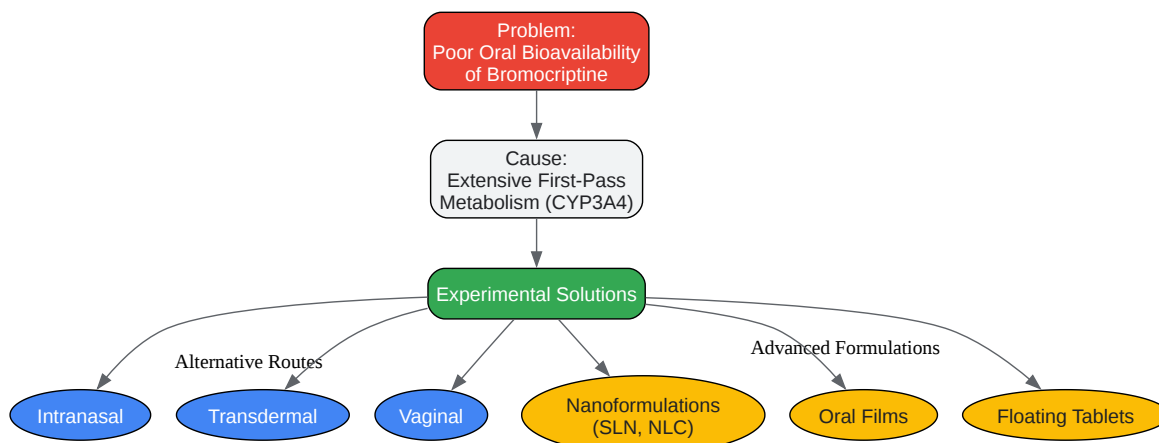 Problem:
Poor Oral Bioavailability
of Bromocriptine
Cause:
Extensive First-Pass
Metabolism (CYP3A4)
Experimental Solutions
Alternative Routes
Advanced Formulations
Intranasal
Transdermal
Vaginal
Nanoformulations
(SLN, NLC)
Oral Films
Floating Tablets